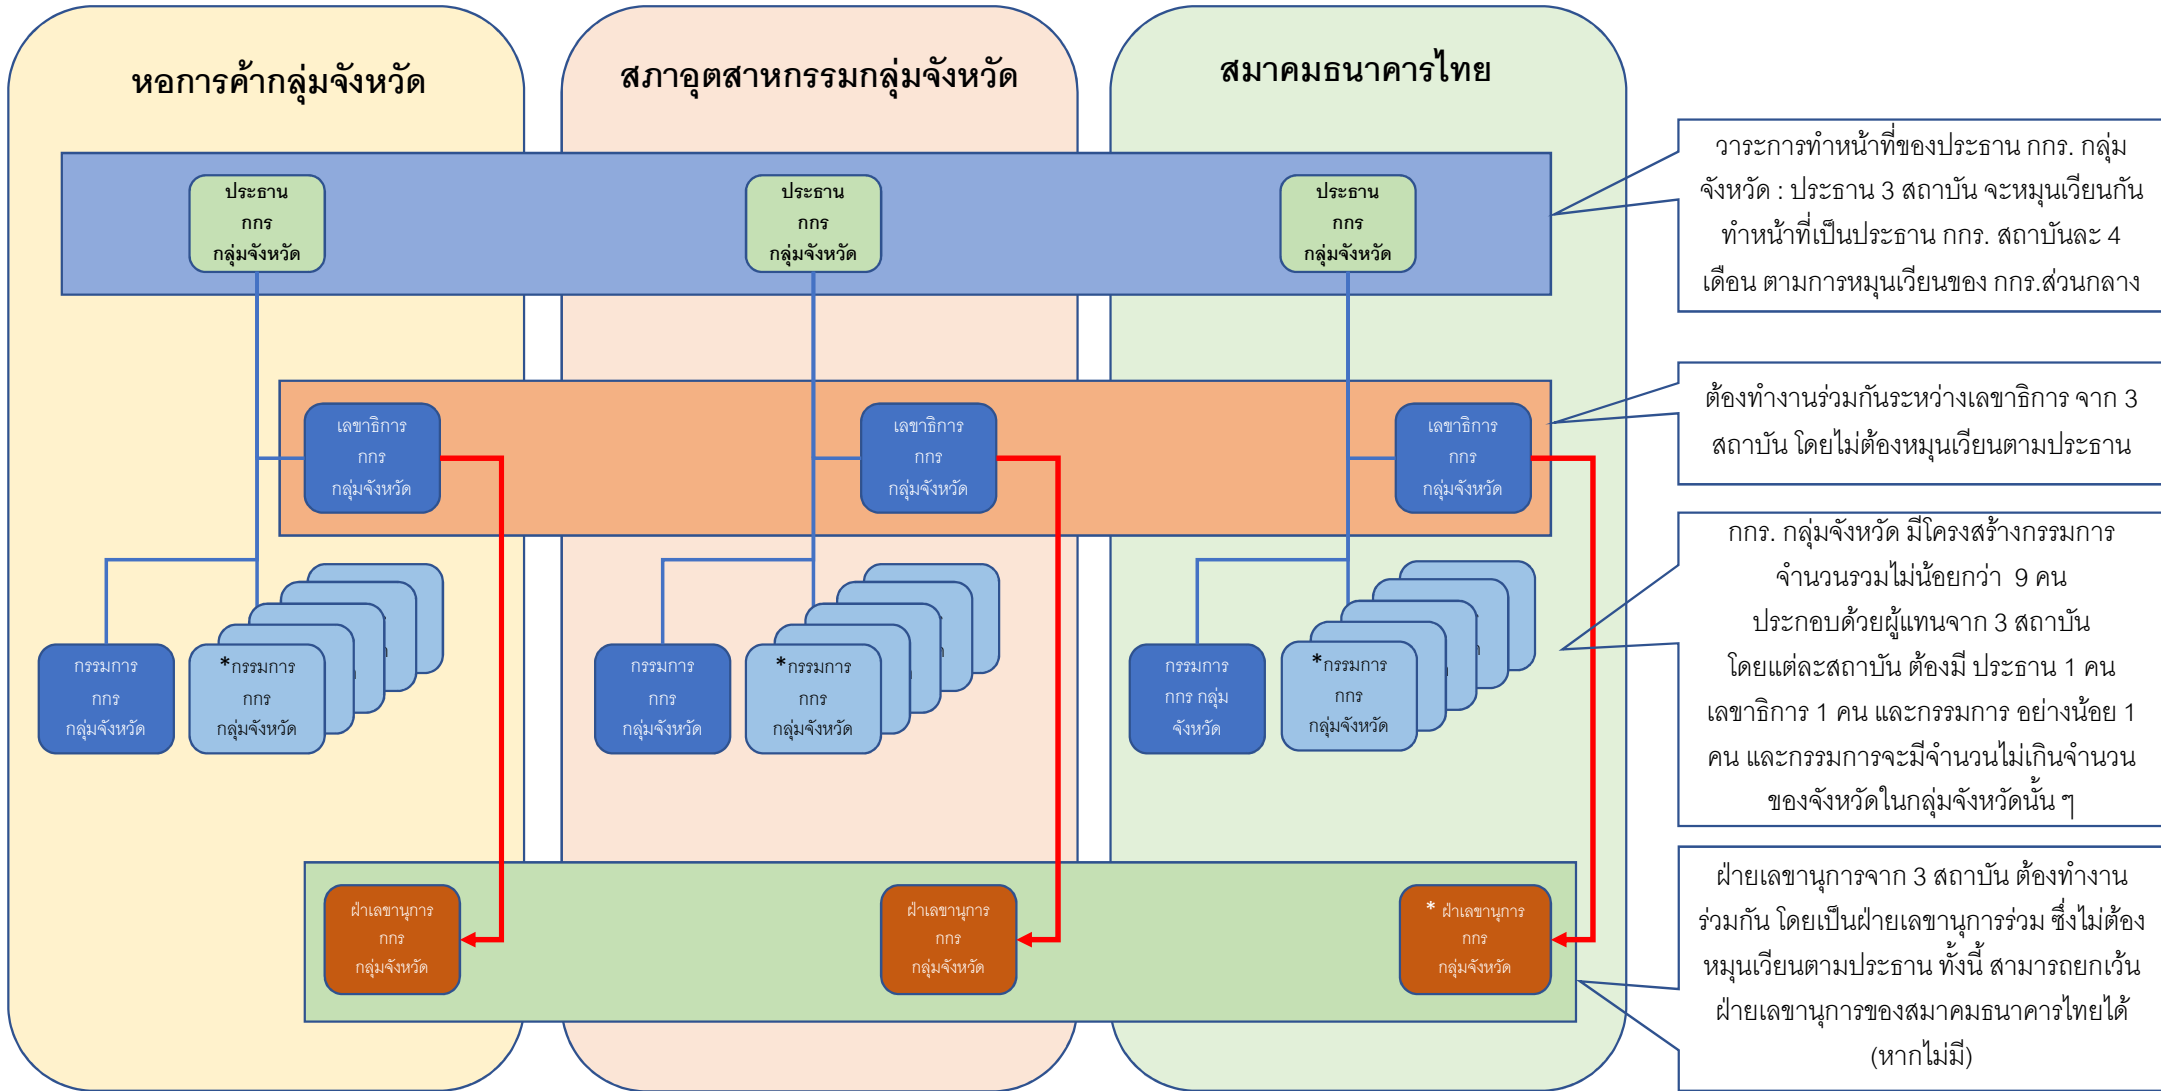 หอการค้ากลุ่มจังหวัด
สภาอุตสาหกรรมกลุ่มจังหวัด
สมาคมธนาคารไทย
ประธาน
กกร
กลุ่มจังหวัด
ประธาน
กกร
กลุ่มจังหวัด
ประธาน
กกร
กลุ่มจังหวัด
วาระการทำหน้าที่ของประธาน กกร. กลุ่ม
จังหวัด : ประธาน 3 สถาบัน จะหมุนเวียนกัน
ทำหน้าที่เป็นประธาน กกร. สถาบันละ 4
เดือน ตามการหมุนเวียนของ กกร.ส่วนกลาง
เลขาธิการ
กกร
กลุ่มจังหวัด
เลขาธิการ
กกร
กลุ่มจังหวัด
เลขาธิการ
กกร
กลุ่มจังหวัด
ต้องทำงานร่วมกันระหว่างเลขาธิการ จาก 3
สถาบัน โดยไม่ต้องหมุนเวียนตามประธาน
กรรมการ
กกร
กลุ่มจังหวัด
*กรรมการ
กกร
กลุ่มจังหวัด
กรรมการ
กกร
กลุ่มจังหวัด
*กรรมการ
กกร
กลุ่มจังหวัด
กรรมการ
กกร กลุ่ม
จังหวัด
*กรรมการ
กกร
กลุ่มจังหวัด
กกร. กลุ่มจังหวัด มีโครงสร้างกรรมการ
จำนวนรวมไม่น้อยกว่า 9 คน
ประกอบด้วยผู้แทนจาก 3 สถาบัน
โดยแต่ละสถาบัน ต้องมี ประธาน 1 คน
เลขาธิการ 1 คน และกรรมการ อย่างน้อย 1
คน และกรรมการจะมีจำนวนไม่เกินจำนวน
ของจังหวัดในกลุ่มจังหวัดนั้น ๆ
ฝ่าเลขานุการ
กกร
กลุ่มจังหวัด
ฝ่าเลขานุการ
กกร
กลุ่มจังหวัด
* ฝ่าเลขานุการ
กกร
กลุ่มจังหวัด
ฝ่ายเลขานุการจาก 3 สถาบัน ต้องทำงาน
ร่วมกัน โดยเป็นฝ่ายเลขานุการร่วม ซึ่งไม่ต้อง
หมุนเวียนตามประธาน ทั้งนี้ สามารถยกเว้น
ฝ่ายเลขานุการของสมาคมธนาคารไทยได้
(หากไม่มี)